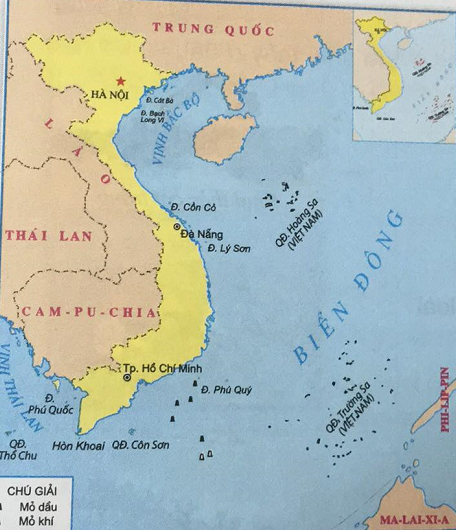 TRUNG QUỐC
HÀ NỘI
Đ. Cát Bà
Đ. Bạch
Long Vĩ
VỊNH BẮC BỘ
LÀO
Đ. Cồn Cỏ
Đà Nẵng
Đ. Lý Sơn
QĐ. Hoàng Sa
(VIỆT NAM)
THÁI LAN
BIỂN ĐÔNG
CAM-PU-CHIA
Tp. Hồ Chí Minh
VỊNH THÁI LAN
Đ.
Phú Quốc
Đ. Phú Quý
QĐ. Trường Sa
(VIỆT NAM)
PHI-LIP-PIN
QĐ.
Thổ Chu
Hòn Khoai
QĐ. Côn Sơn
CHÚ GIẢI
Mỏ dầu
Mỏ khí
MA-LAI-XI-A